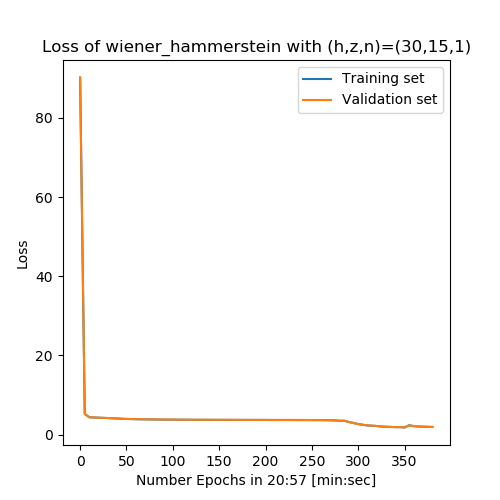 Loss of wiener_hammerstein with (h,z,n)=(30,15,1)
Training set
Validation set
80
60
40
20
0
Loss
0 50 100 150 200 250 300 350
Number Epochs in 20:57 [min:sec]